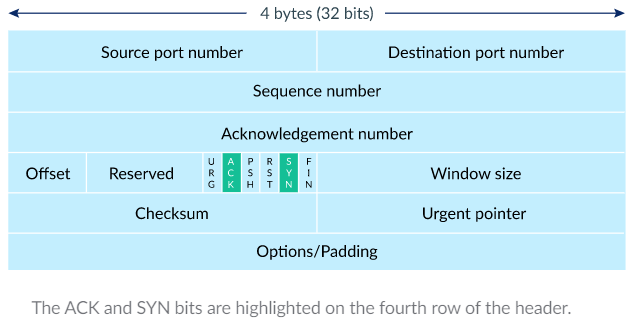 4 bytes (32 bits)
Source port number Destination port number
Sequence number
Acknowledgement number
Offset Reserved URG ACK PSH RST SYN FIN Window size
Checksum Urgent pointer
Options/Padding
The ACK and SYN bits are highlighted on the fourth row of the header.